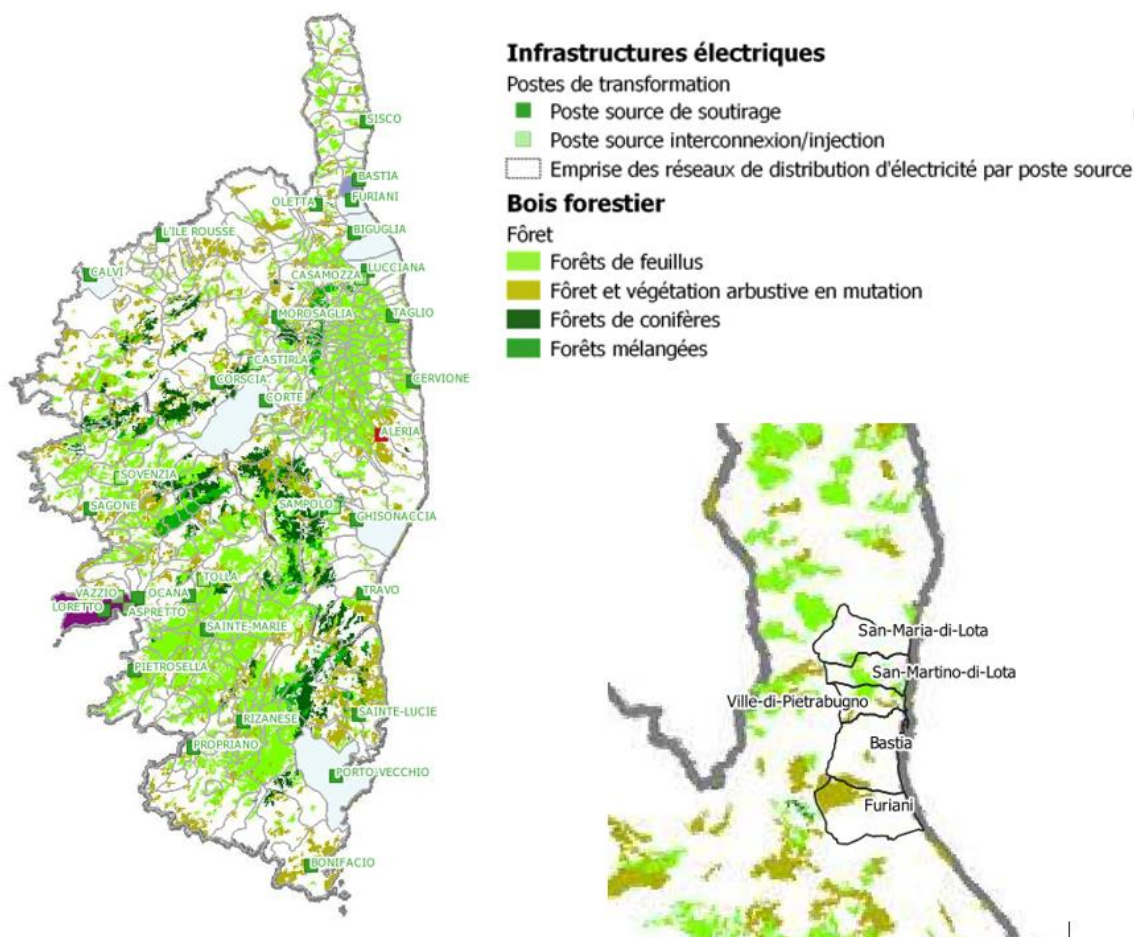 Infrastructures électriques
Postes de transformation
Poste source de soutirage
Poste source interconnexion/injection
Emprise des réseaux de distribution d'électricité par poste source
Bois forestier
Fôret
Forêts de feuillus
Fôret et végétation arbustive en mutation
Fôrets de conifères
Forêts mélangées
SISCO
BASTIA
FURIANI
OLETTA
BIGUGLIA
L'ILE ROUSSE
LUCCIANA
CALVI
CASAMOZZA
MOROSAGLIA
TAGLIO
CASTIRLA
CORSCIA
CERVIONE
CORTE
ALERIA
SOVENZIA
SAGONE
SAMPOLO
GHISONACCIA
TOLLA
VAZZIO
OCANA
TRAVO
LORETTO
ASPRETTO
SAINTE-MARIE
PIETROSELLA
RIZANESE
SAINTE-LUCIE
PROPRIANO
PORTO-VECCHIO
BONIFACIO
San-Maria-di-Lota
San-Martino-di-Lota
Ville-di-Pietrabugno
Bastia
Furiani